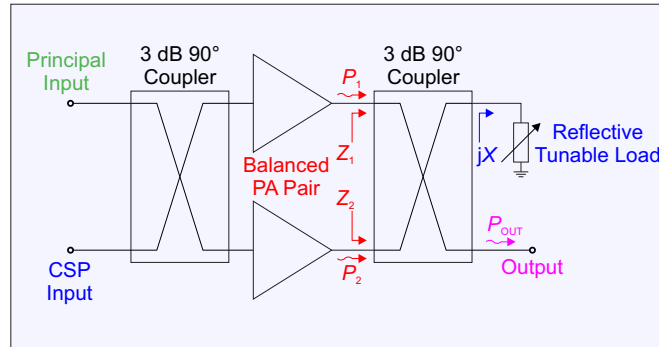 3 dB 90°
Coupler
3 dB 90°
Coupler
Principal
Input
P₁
Z₁
jX
Reflective
Tunable Load
Balanced
PA Pair
Z₂
P₂
P_OUT
CSP
Input
Output